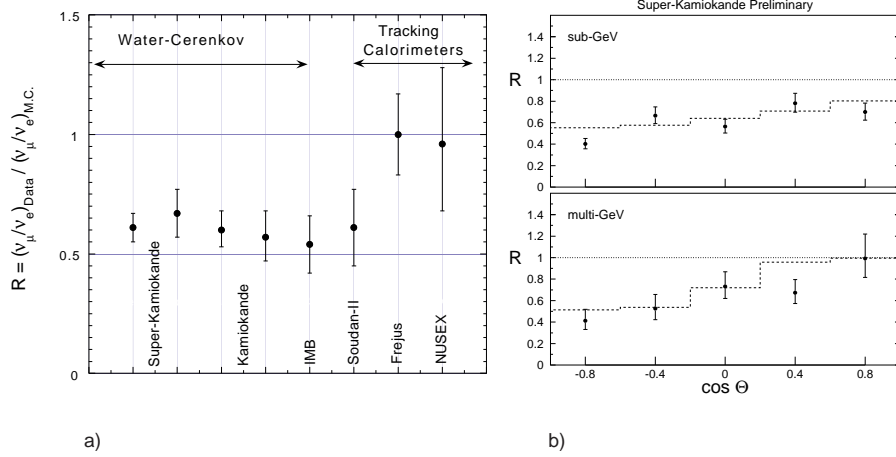 R = (ν_μ/ν_e)_Data / (ν_μ/ν_e)_M.C.
1.5
1
0.5
0
Water-Cerenkov
Tracking
Calorimeters
Super-Kamiokande
Kamiokande
IMB
Soudan-II
Frejus
NUSEX
a)
Super-Kamiokande Preliminary
sub-GeV
R
1.4
1.2
1
0.8
0.6
0.4
0.2
0
multi-GeV
R
1.4
1.2
1
0.8
0.6
0.4
0.2
0
-0.8 -0.4 0 0.4 0.8
cos Θ
b)